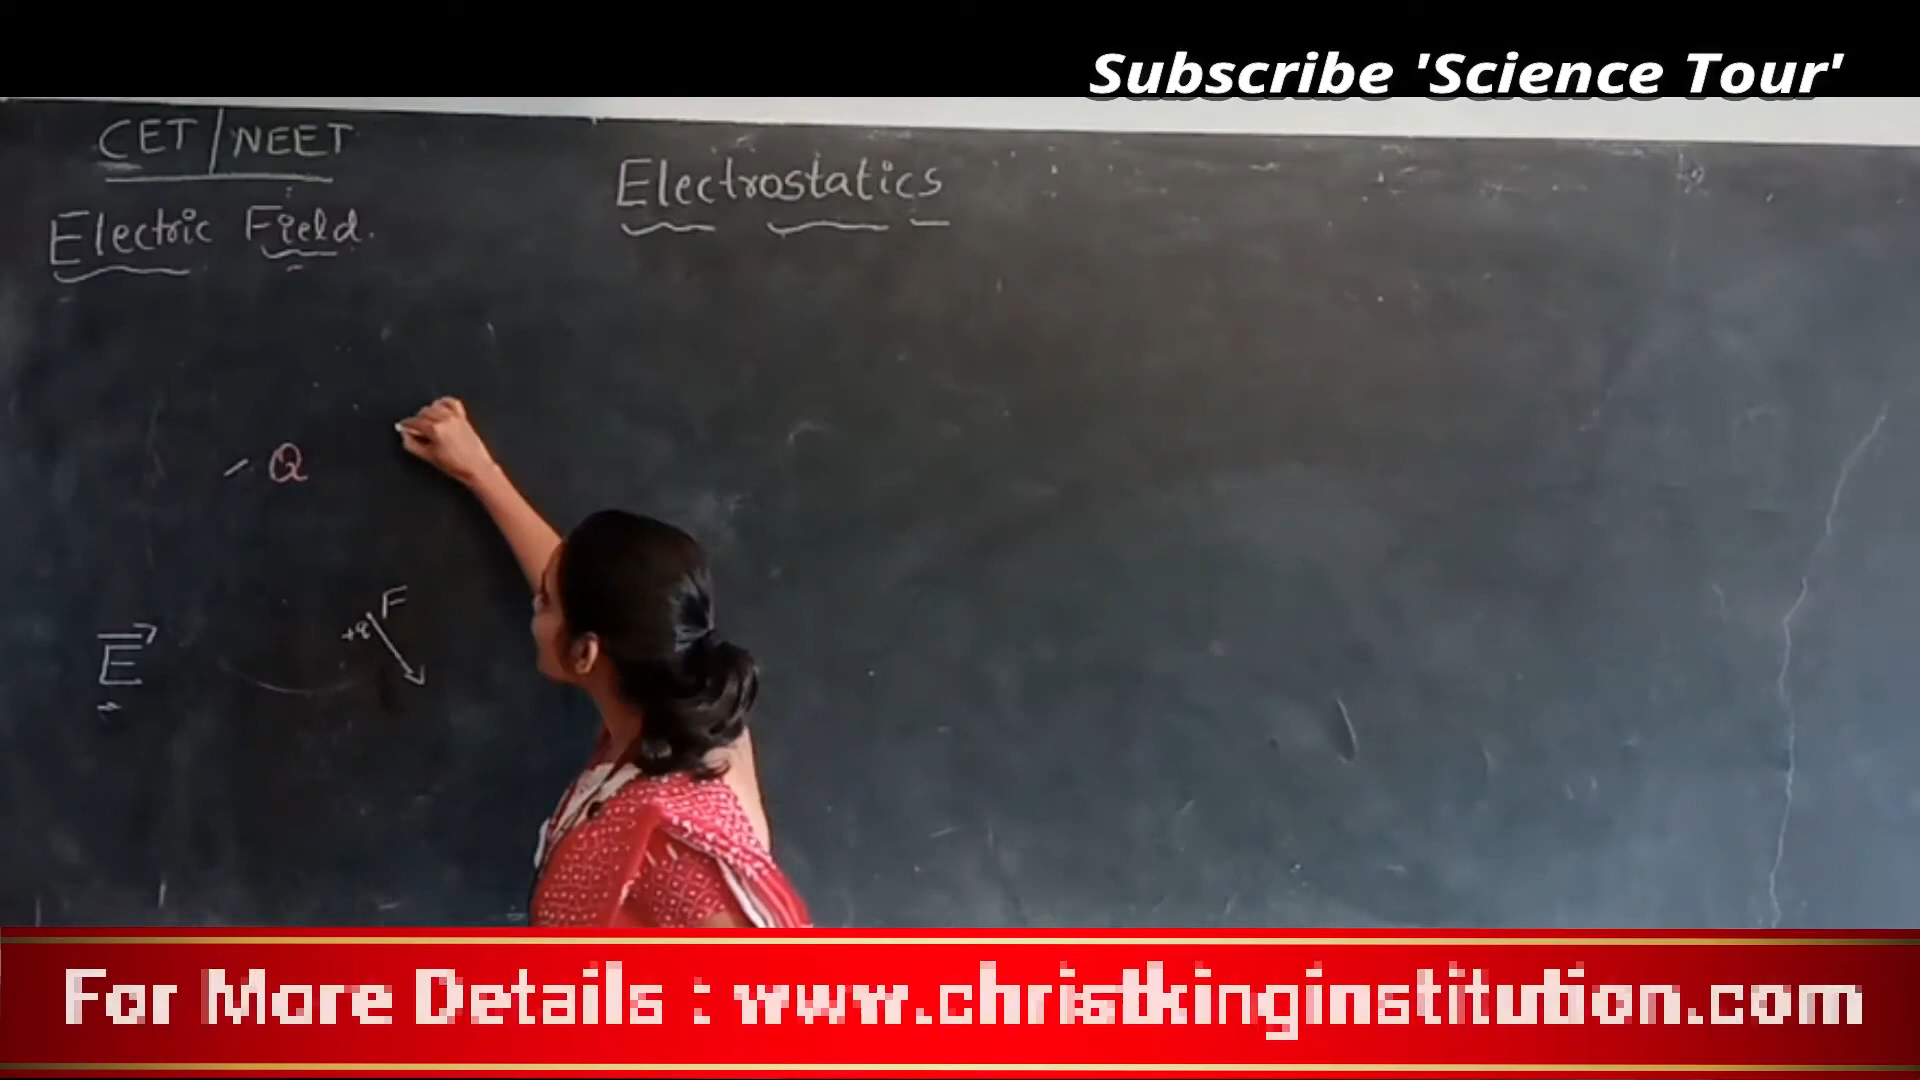 Subscribe 'Science Tour'
CET/NEET
Electrostatics
Electric Field.
Q
F
+q
E
For More Details : www.christkinginstitution.com